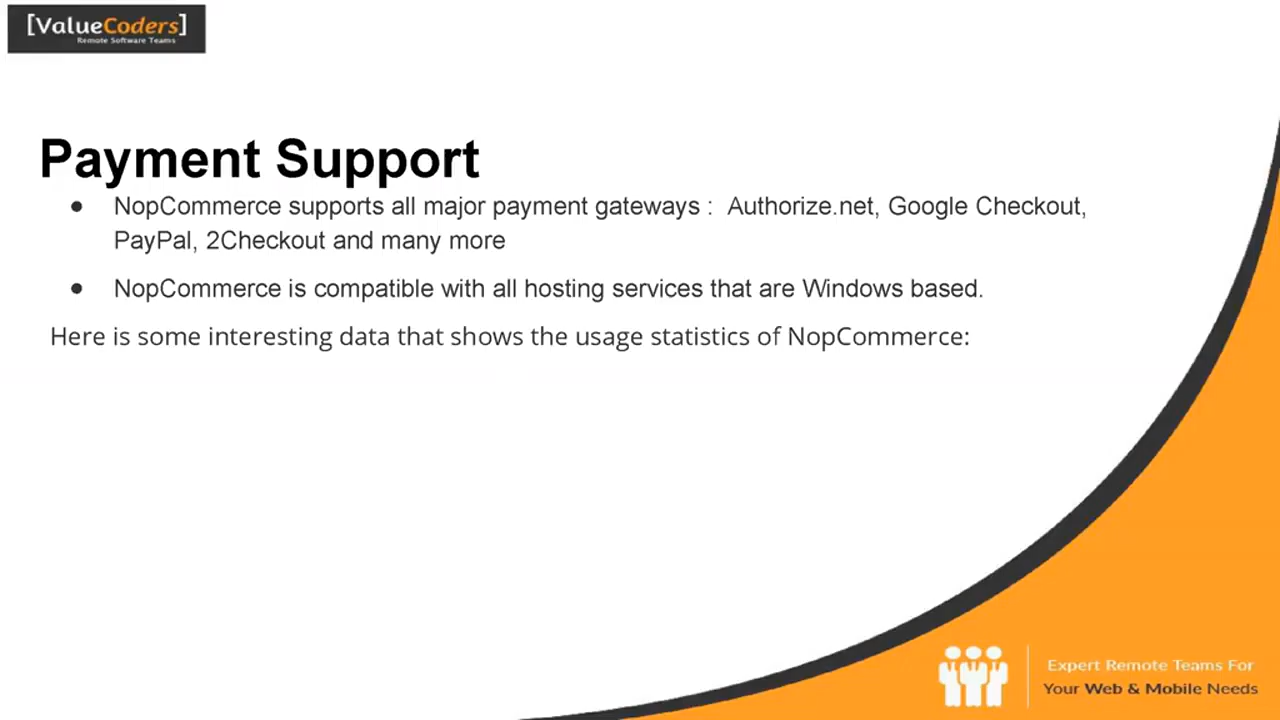 [ValueCoders]
Remote Software Teams
Payment Support
● NopCommerce supports all major payment gateways : Authorize.net, Google Checkout,
PayPal, 2Checkout and many more
● NopCommerce is compatible with all hosting services that are Windows based.
Here is some interesting data that shows the usage statistics of NopCommerce:
Expert Remote Teams For
Your Web & Mobile Needs